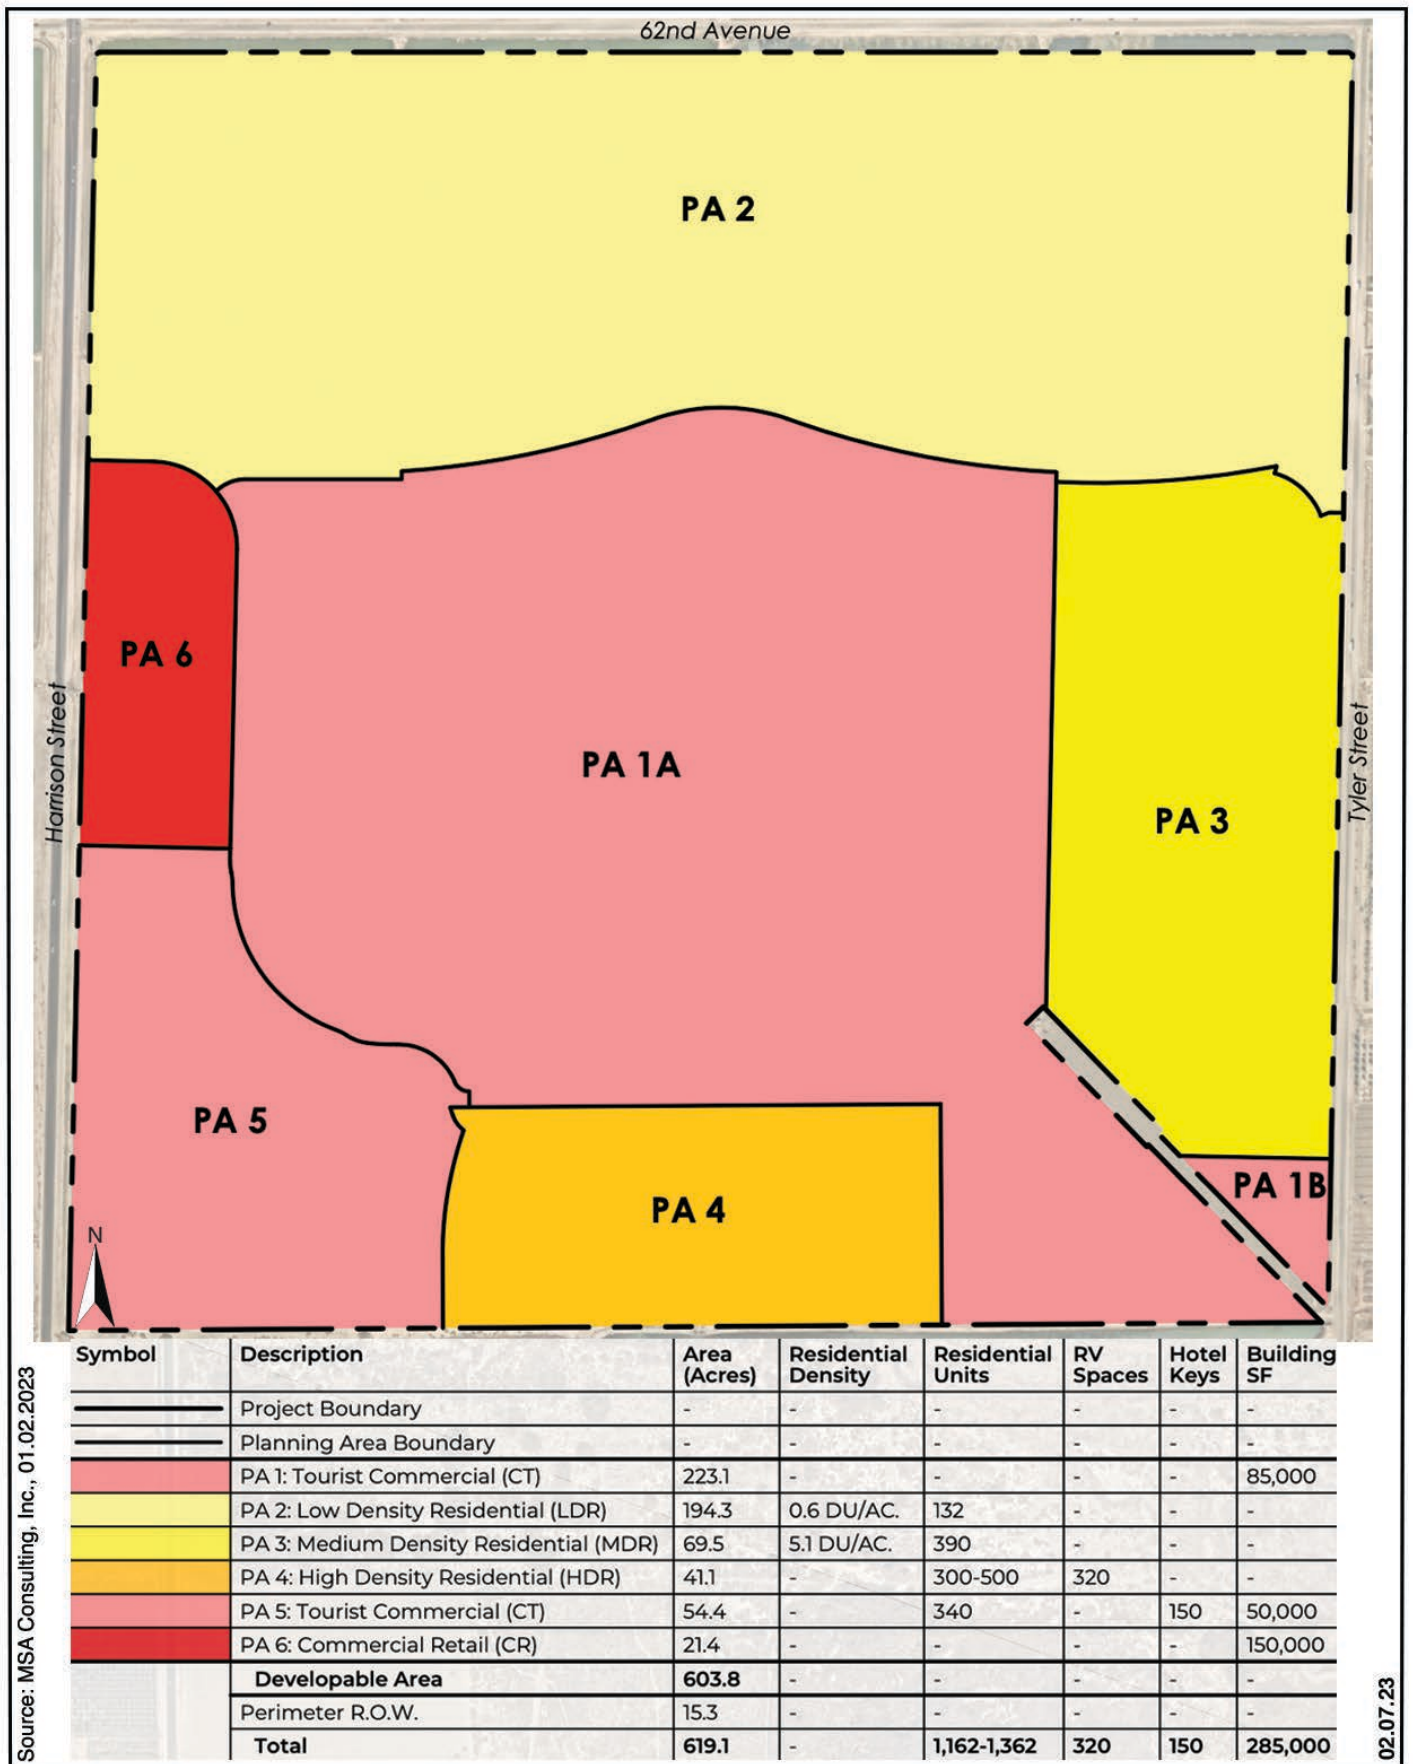 62nd Avenue
PA 2
PA 6
Harrison Street
PA 1A
Tyler Street
PA 3
PA 5
PA 1B
PA 4
N
Symbol Description Area (Acres) Residential Density Residential Units RV Spaces Hotel Keys Building SF
Project Boundary - - - - - -
Planning Area Boundary - - - - - -
PA 1: Tourist Commercial (CT) 223.1 - - - - 85,000
PA 2: Low Density Residential (LDR) 194.3 0.6 DU/AC. 132 - - -
PA 3: Medium Density Residential (MDR) 69.5 5.1 DU/AC. 390 - - -
PA 4: High Density Residential (HDR) 41.1 - 300-500 320 - -
PA 5: Tourist Commercial (CT) 54.4 - 340 - 150 50,000
PA 6: Commercial Retail (CR) 21.4 - - - - 150,000
Developable Area 603.8 - - - - -
Perimeter R.O.W. 15.3 - - - - -
Total 619.1 - 1,162-1,362 320 150 285,000
Source: MSA Consulting, Inc., 01.02.2023
02.07.23